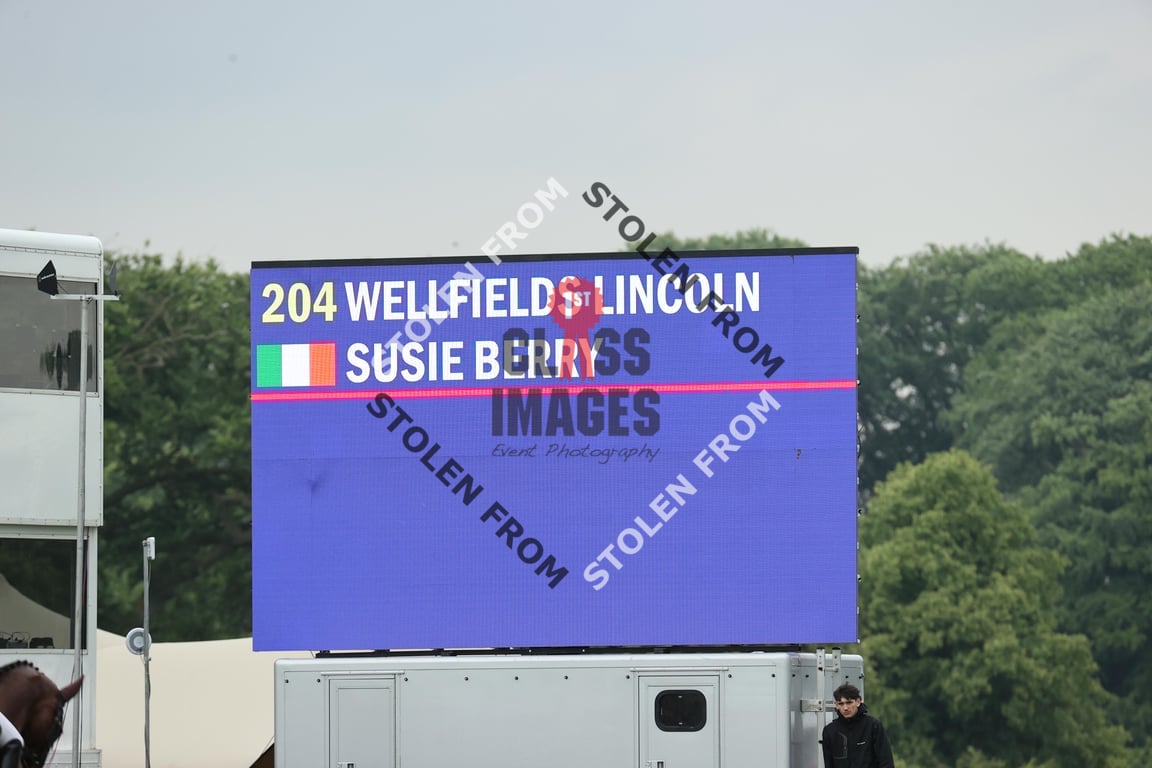 204 WELLFIELDS LINCOLN
SUSIE BERRY
1ST
CLASS
IMAGES
Event Photography
STOLEN FROM
STOLEN FROM
STOLEN FROM
STOLEN FROM